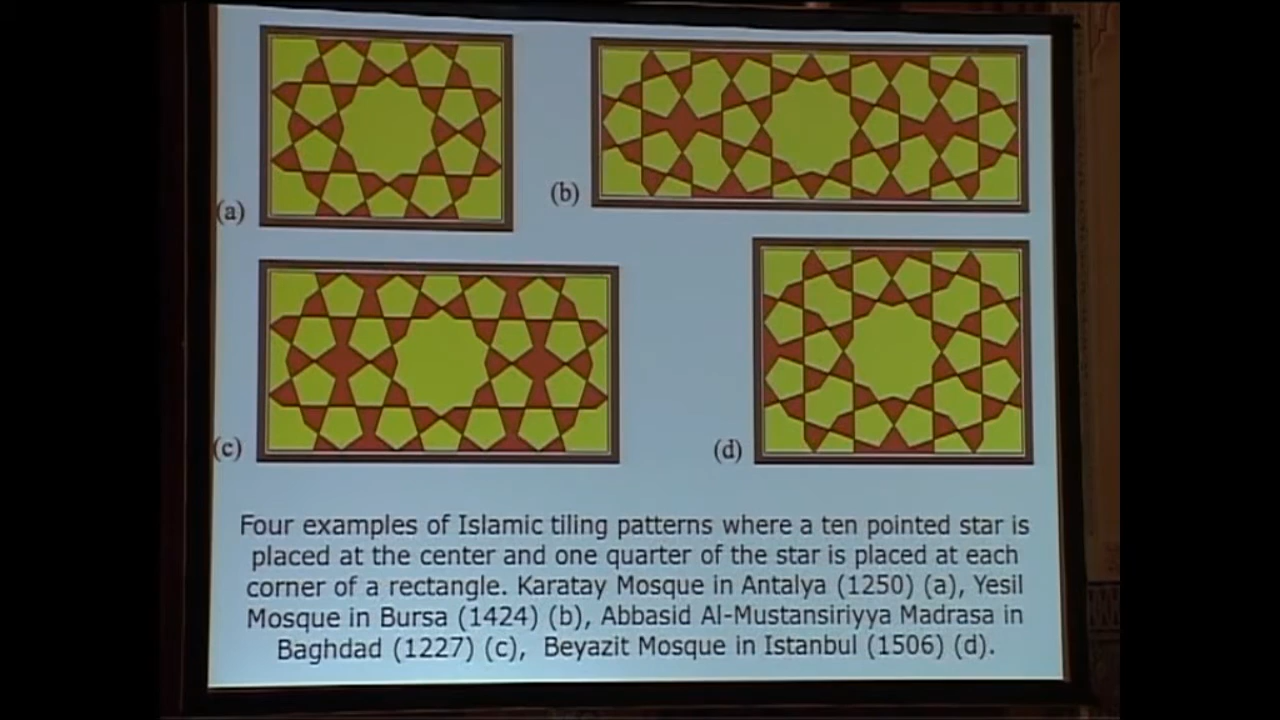 (a)
(b)
(c)
(d)
Four examples of Islamic tiling patterns where a ten pointed star is
placed at the center and one quarter of the star is placed at each
corner of a rectangle. Karatay Mosque in Antalya (1250) (a), Yesil
Mosque in Bursa (1424) (b), Abbasid Al-Mustansiriyya Madrasa in
Baghdad (1227) (c), Beyazit Mosque in Istanbul (1506) (d).